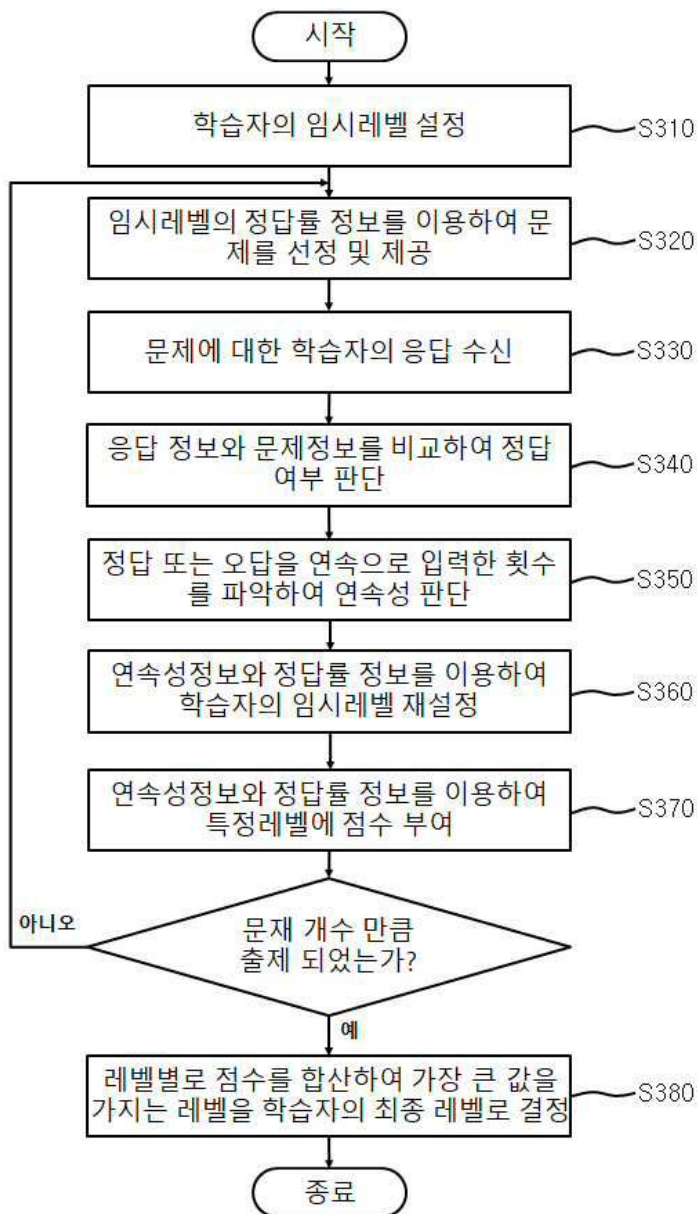 시작
학습자의 임시레벨 설정
S310
임시레벨의 정답률 정보를 이용하여 문
제를 선정 및 제공
S320
문제에 대한 학습자의 응답 수신
S330
응답 정보와 문제정보를 비교하여 정답
여부 판단
S340
정답 또는 오답을 연속으로 입력한 횟수
를 파악하여 연속성 판단
S350
연속성정보와 정답률 정보를 이용하여
학습자의 임시레벨 재설정
S360
연속성정보와 정답률 정보를 이용하여
특정레벨에 점수 부여
S370
아니오
문재 개수 만큼
출제 되었는가?
예
레벨별로 점수를 합산하여 가장 큰 값을
가지는 레벨을 학습자의 최종 레벨로 결정
S380
종료